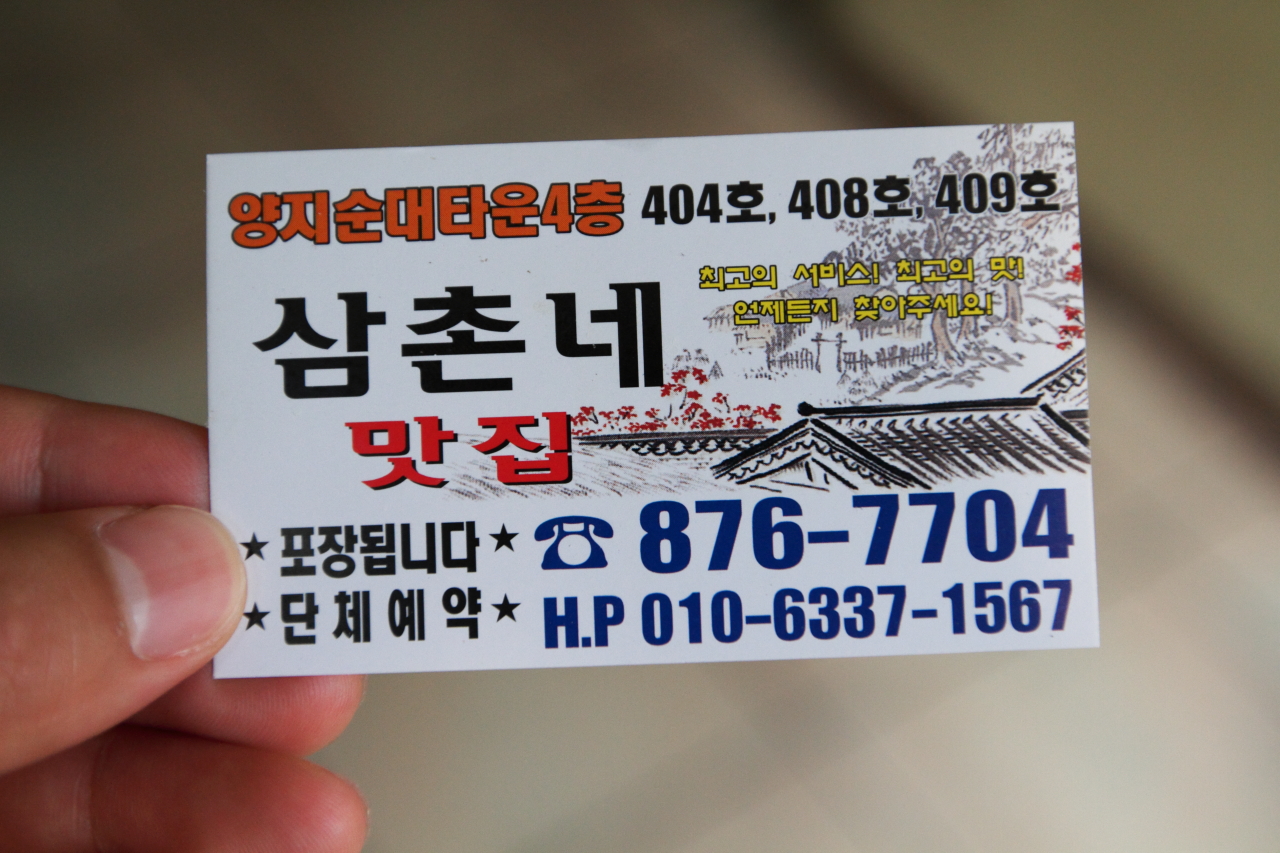 양지순대타운4층 404호, 408호, 409호
최고의 서비스! 최고의 맛!
언제든지 찾아주세요!
삼촌네
맛집
★ 포장됩니다 ★ ☎ 876-7704
★ 단체예약 ★ H.P 010-6337-1567